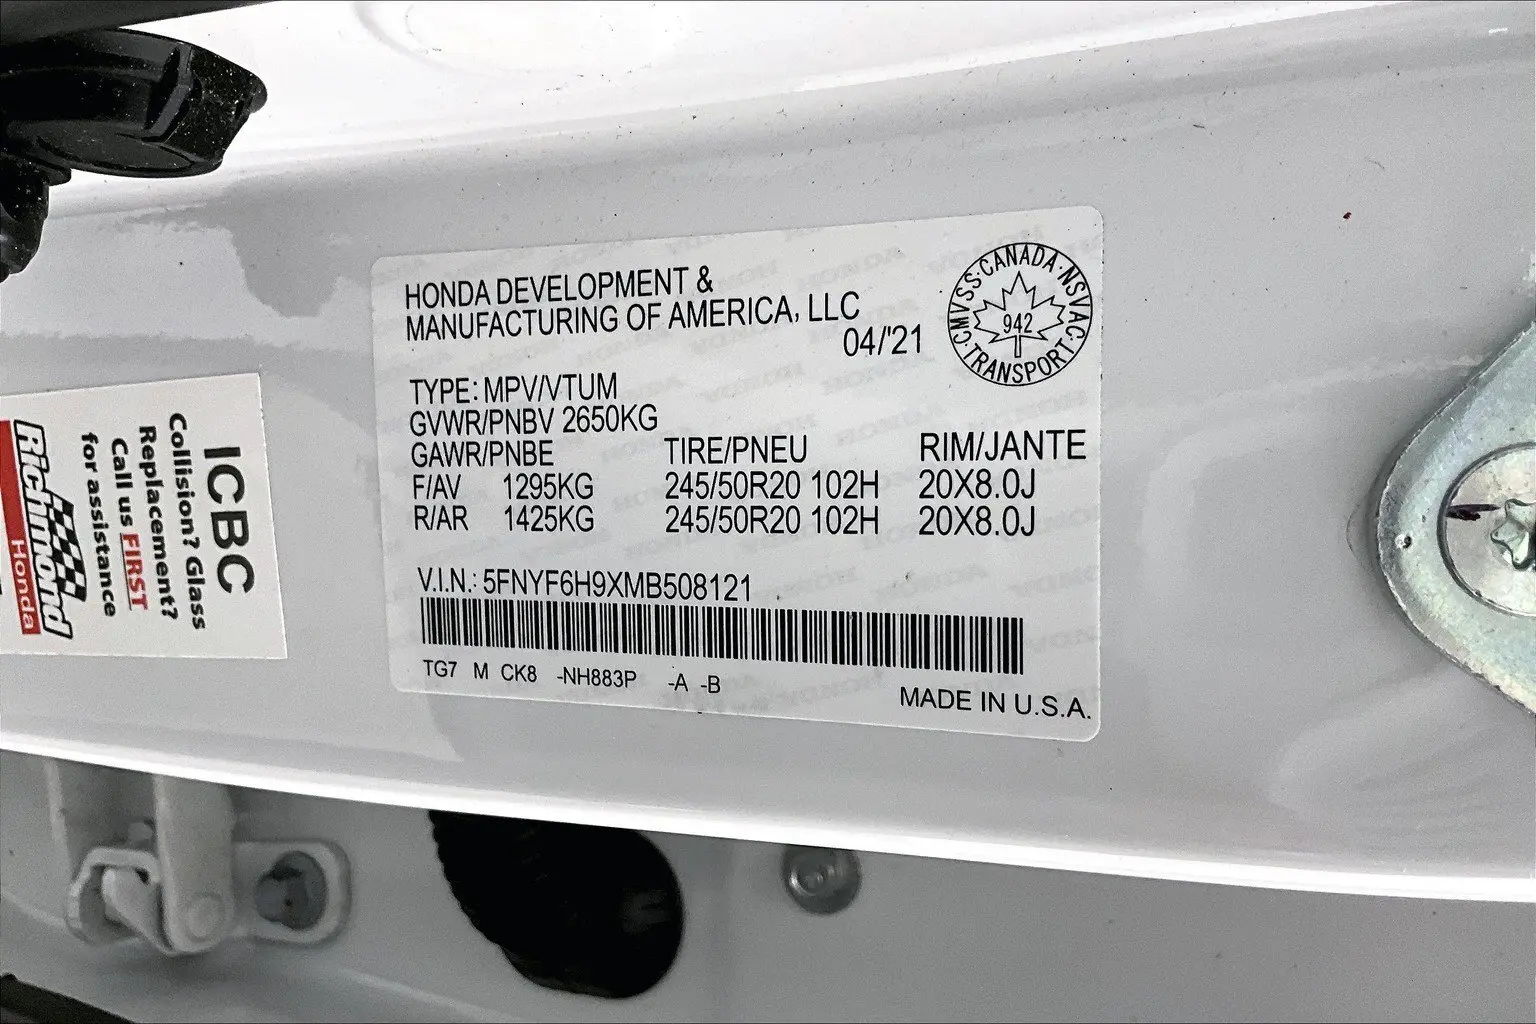 HONDA DEVELOPMENT &
MANUFACTURING OF AMERICA, LLC
04/'21
CMVSS·CANADA·NSVAC·TRANSPORT·
942
TYPE: MPV/VTUM
GVWR/PNBV 2650KG
GAWR/PNBE TIRE/PNEU RIM/JANTE
F/AV 1295KG 245/50R20 102H 20X8.0J
R/AR 1425KG 245/50R20 102H 20X8.0J
V.I.N.: 5FNYF6H9XMB508121
TG7 M CK8 -NH883P -A -B
MADE IN U.S.A.
ICBC
Collision? Glass
Replacement?
Call us FIRST
for assistance
Richmond
Honda